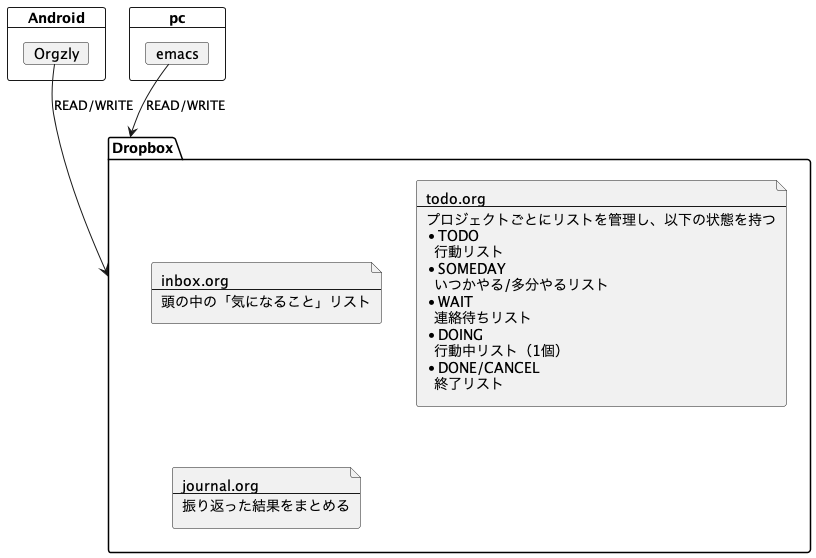 Android
Orgzly
pc
emacs
READ/WRITE
READ/WRITE
Dropbox
inbox.org
頭の中の「気になること」リスト
todo.org
プロジェクトごとにリストを管理し、以下の状態を持つ
•TODO
行動リスト
•SOMEDAY
いつかやる/多分やるリスト
•WAIT
連絡待ちリスト
•DOING
行動中リスト（1個）
•DONE/CANCEL
終了リスト
journal.org
振り返った結果をまとめる